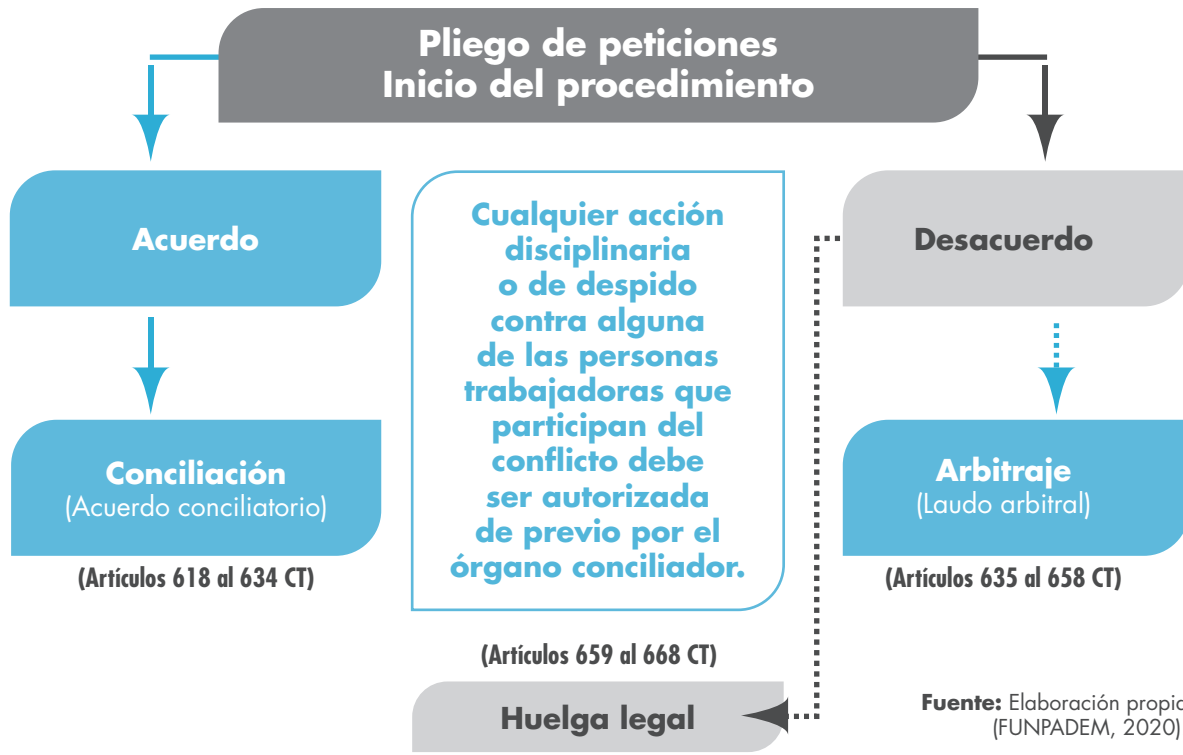 Pliego de peticiones
Inicio del procedimiento
Acuerdo
Cualquier acción
disciplinaria
o de despido
contra alguna
de las personas
trabajadoras que
participan del
conflicto debe
ser autorizada
de previo por el
órgano conciliador.
Desacuerdo
Conciliación
(Acuerdo conciliatorio)
(Artículos 618 al 634 CT)
Arbitraje
(Laudo arbitral)
(Artículos 635 al 658 CT)
(Artículos 659 al 668 CT)
Huelga legal
Fuente: Elaboración propia
(FUNPADEM, 2020)